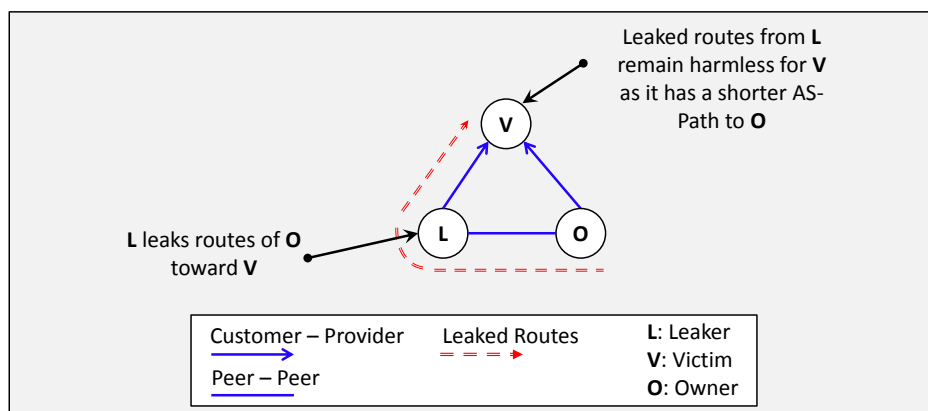 Leaked routes from L
remain harmless for V
as it has a shorter AS-
Path to O
V
L
O
L leaks routes of O
toward V
Customer – Provider
Peer – Peer
Leaked Routes
L: Leaker
V: Victim
O: Owner